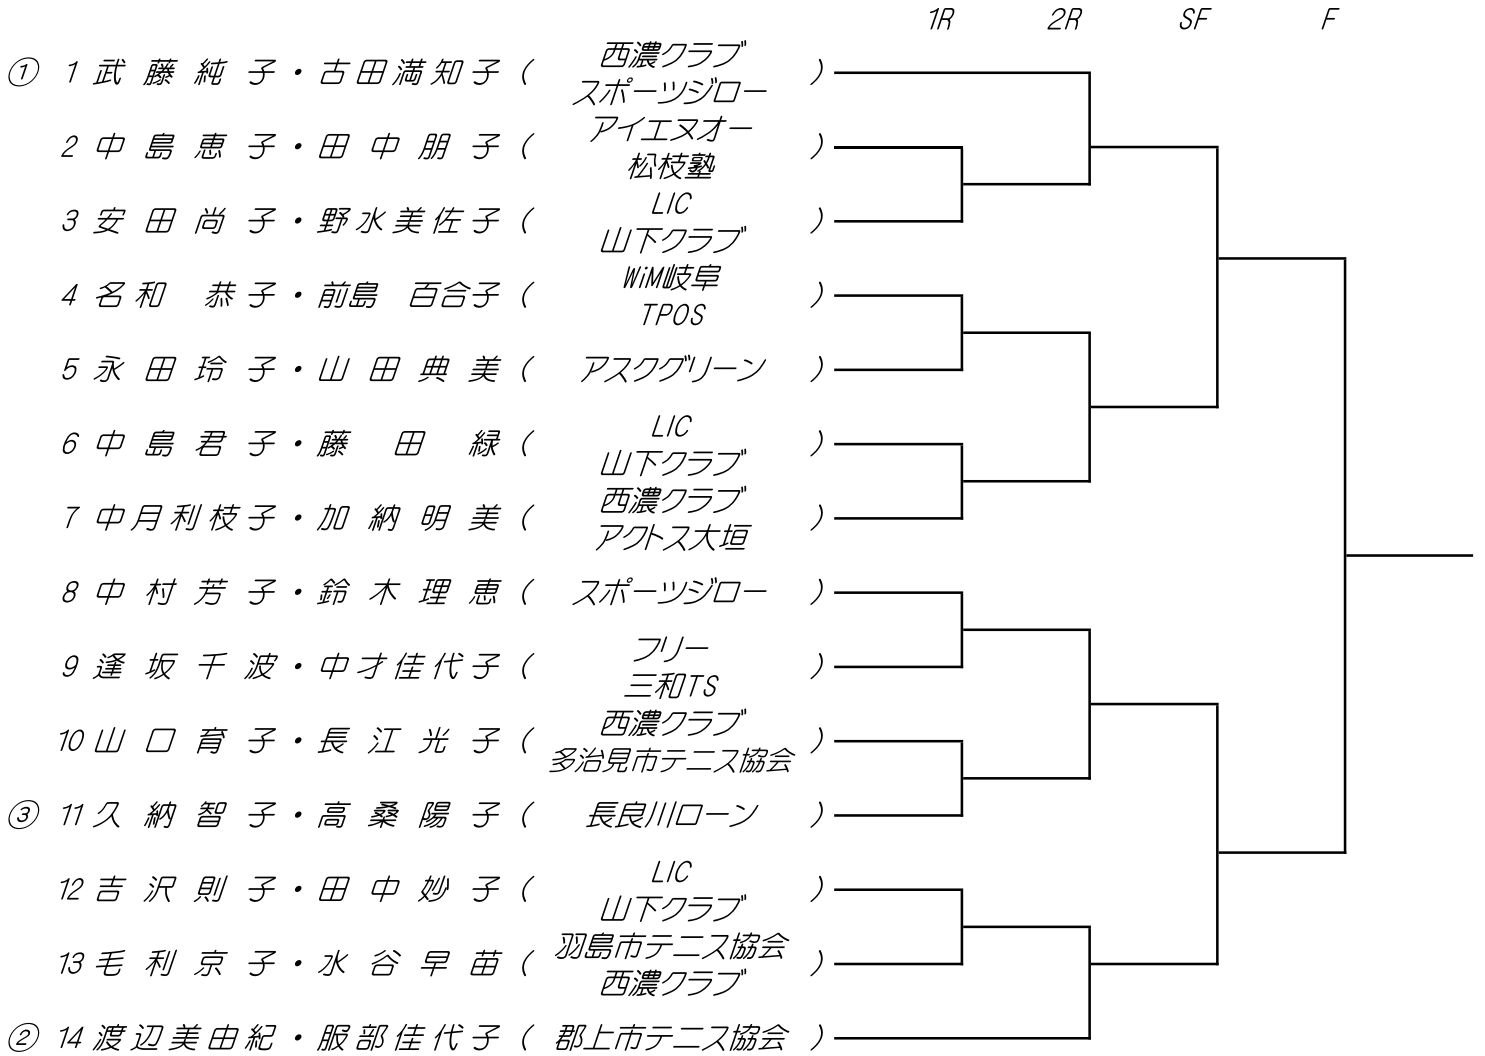 1R 2R SF F
① 1 武藤純子・古田満知子 ( 西濃クラブ
スポーツジロー )
2 中島恵子・田中朋子 ( アイエヌオー
松枝塾 )
3 安田尚子・野水美佐子 ( LIC
山下クラブ )
4 名和 恭子・前島 百合子 ( WiM岐阜
TPOS )
5 永田玲子・山田典美 ( アスクグリーン )
6 中島君子・藤田緑 ( LIC
山下クラブ )
7 中月利枝子・加納明美 ( 西濃クラブ
アクトス大垣 )
8 中村芳子・鈴木理恵 ( スポーツジロー )
9 逢坂千波・中才佳代子 ( フリー
三和TS )
10 山口育子・長江光子 ( 西濃クラブ
多治見市テニス協会 )
③ 11 久納智子・高桑陽子 ( 長良川ローン )
12 吉沢則子・田中妙子 ( LIC
山下クラブ )
13 毛利京子・水谷早苗 ( 羽島市テニス協会
西濃クラブ )
② 14 渡辺美由紀・服部佳代子 ( 郡上市テニス協会 )